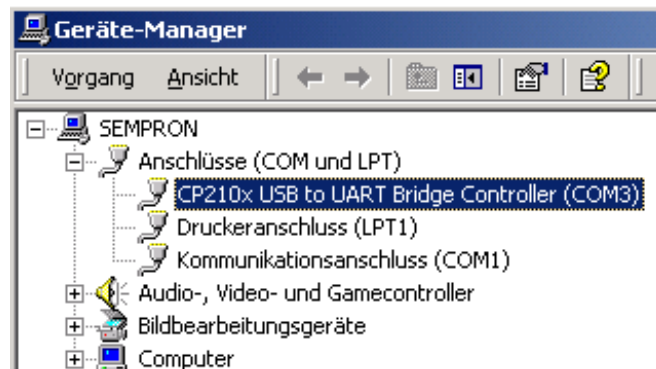 Geräte-Manager
Vorgang Ansicht
SEMPRON
Anschlüsse (COM und LPT)
CP210x USB to UART Bridge Controller (COM3)
Druckeranschluss (LPT1)
Kommunikationsanschluss (COM1)
Audio-, Video- und Gamecontroller
Bildbearbeitungsgeräte
Computer